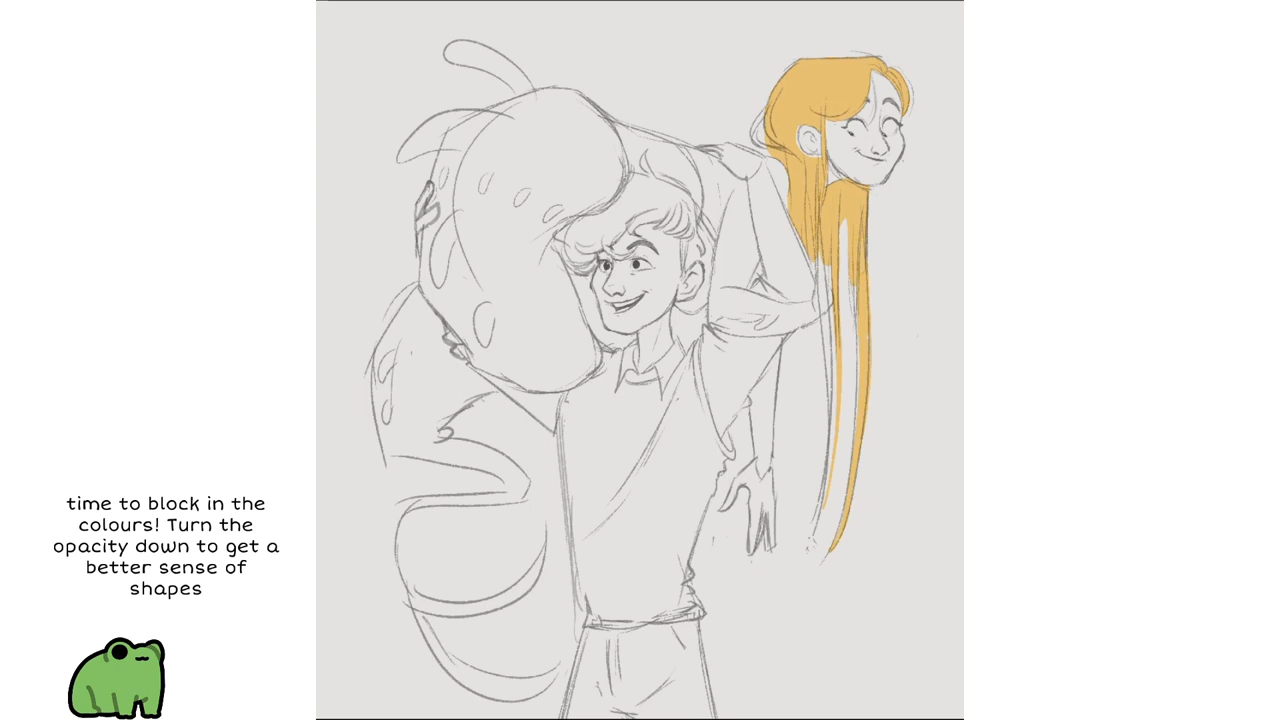 time to block in the
colours! Turn the
opacity down to get a
better sense of
shapes